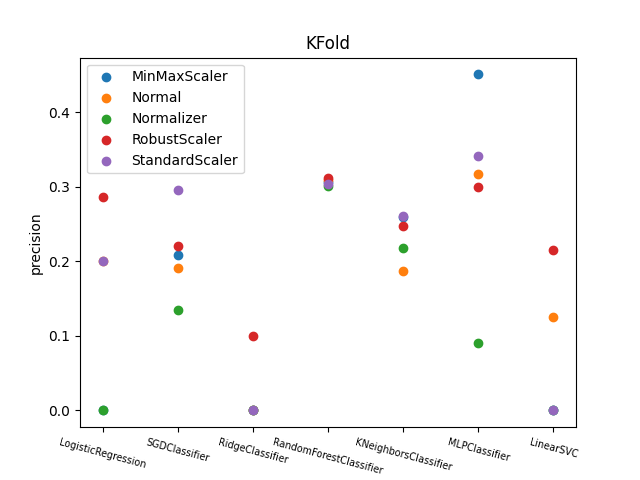 KFold
MinMaxScaler
Normal
Normalizer
RobustScaler
StandardScaler
precision
0.4
0.3
0.2
0.1
0.0
LogisticRegression
SGDClassifier
RidgeClassifier
RandomForestClassifier
KNeighborsClassifier
MLPClassifier
LinearSVC